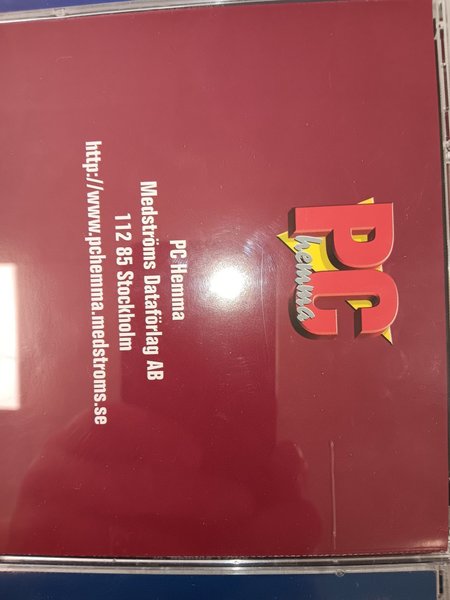 PC
hemma
PC Hemma
Medströms Dataförlag AB
112 85 Stockholm
http://www.pchemma.medstroms.se